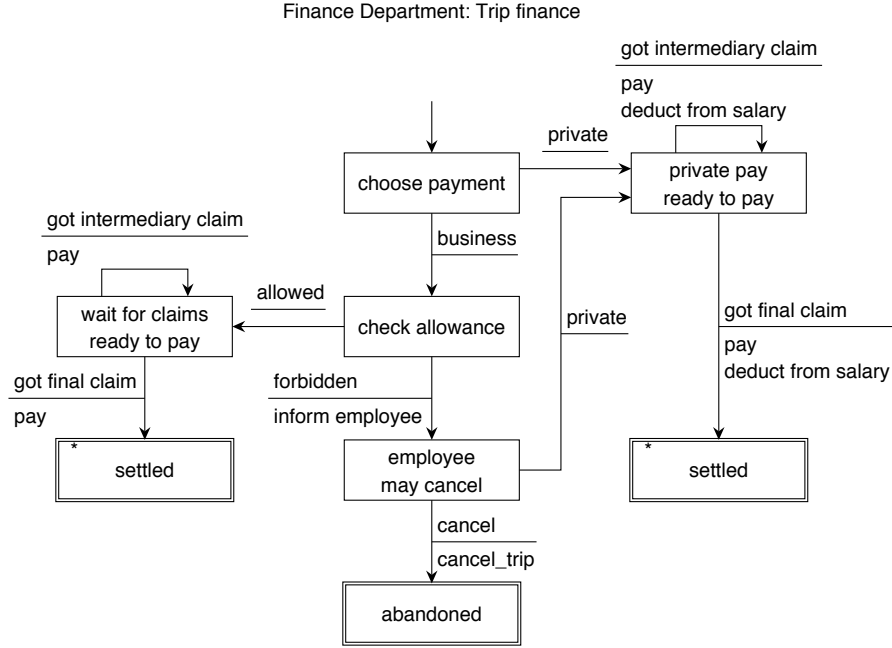 Finance Department: Trip finance
got intermediary claim
pay
deduct from salary
private
choose payment
private pay
ready to pay
got intermediary claim
pay
business
allowed
wait for claims
ready to pay
check allowance
private
got final claim
pay
deduct from salary
got final claim
pay
forbidden
inform employee
*
settled
employee
may cancel
*
settled
cancel
cancel_trip
abandoned